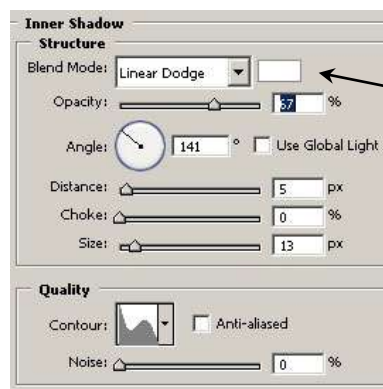 Inner Shadow
Structure
Blend Mode: Linear Dodge
Opacity: 67 %
Angle: 141 ° Use Global Light
Distance: 5 px
Choke: 0 %
Size: 13 px
Quality
Contour: Anti-aliased
Noise: 0 %